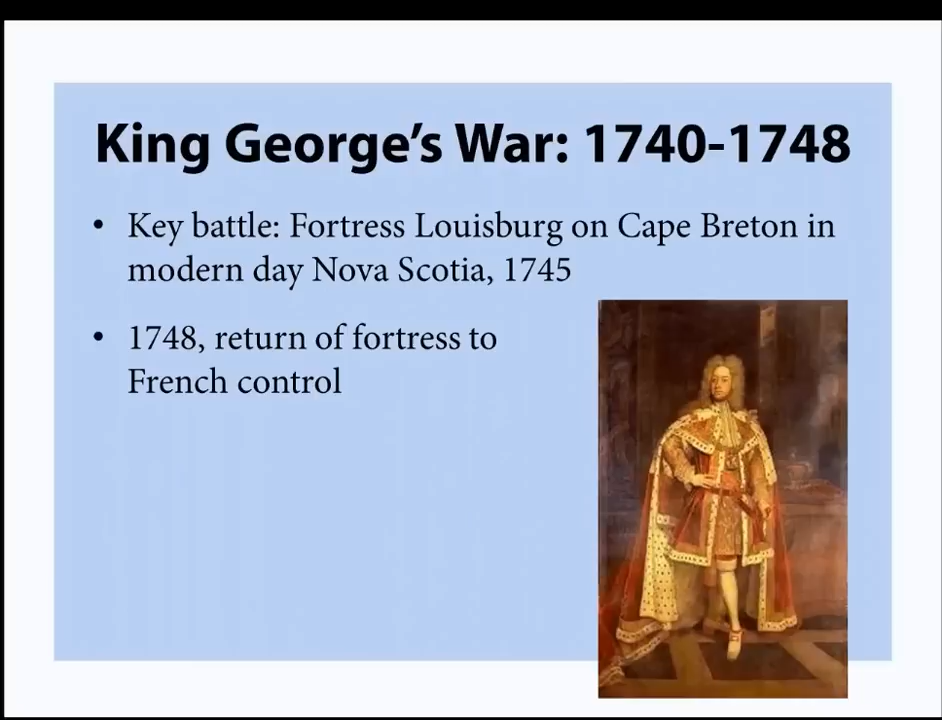 King George's War: 1740-1748
• Key battle: Fortress Louisburg on Cape Breton in
modern day Nova Scotia, 1745
• 1748, return of fortress to
French control